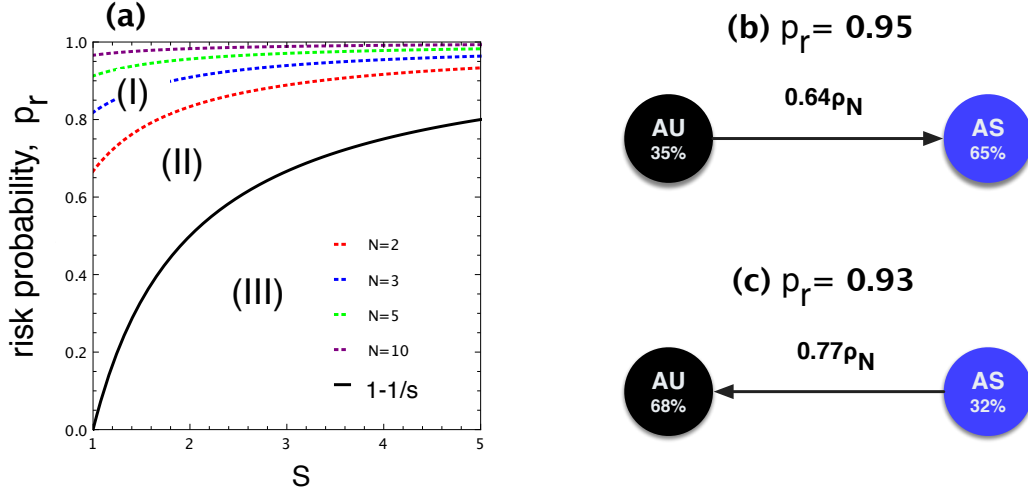 (a)
1.0
0.8
0.6
0.4
0.2
0.0
risk probability, pr
(I)
(II)
(III)
N=2
N=3
N=5
N=10
1-1/s
1 2 3 4 5
S
(b) pr= 0.95
0.64ρN
AU
35%
AS
65%
(c) pr= 0.93
0.77ρN
AU
68%
AS
32%